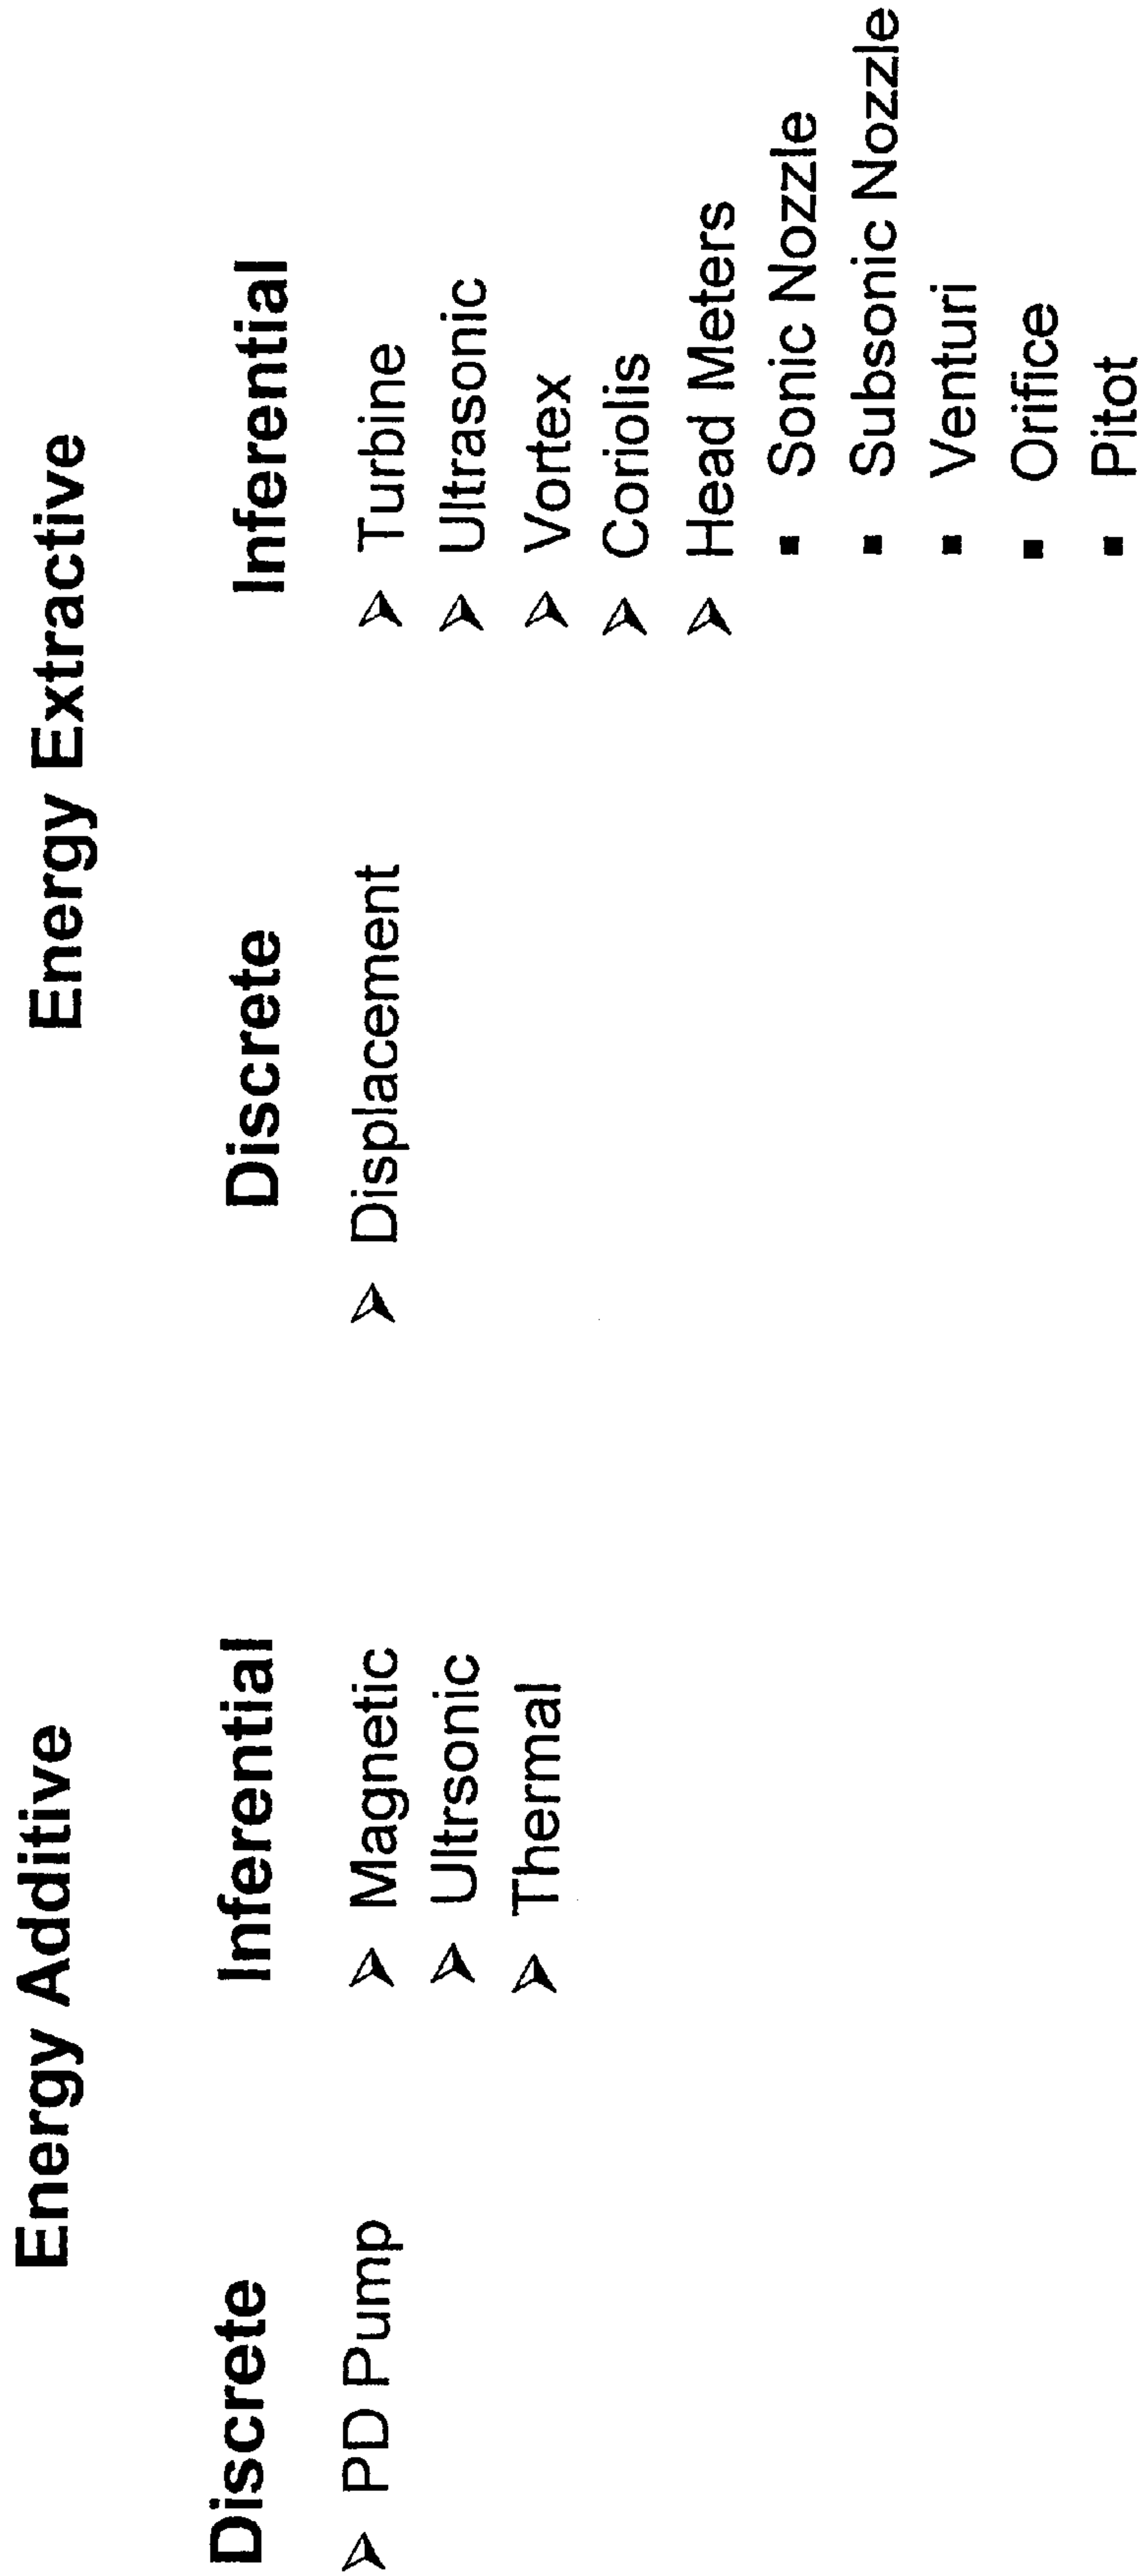 Energy Additive
Energy Extractive
Discrete
➢ PD Pump
Inferential
➢ Magnetic
➢ Ultrsonic
➢ Thermal
Discrete
➢ Displacement
Inferential
➢ Turbine
➢ Ultrasonic
➢ Vortex
➢ Coriolis
➢ Head Meters
▪ Sonic Nozzle
▪ Subsonic Nozzle
▪ Venturi
▪ Orifice
▪ Pitot